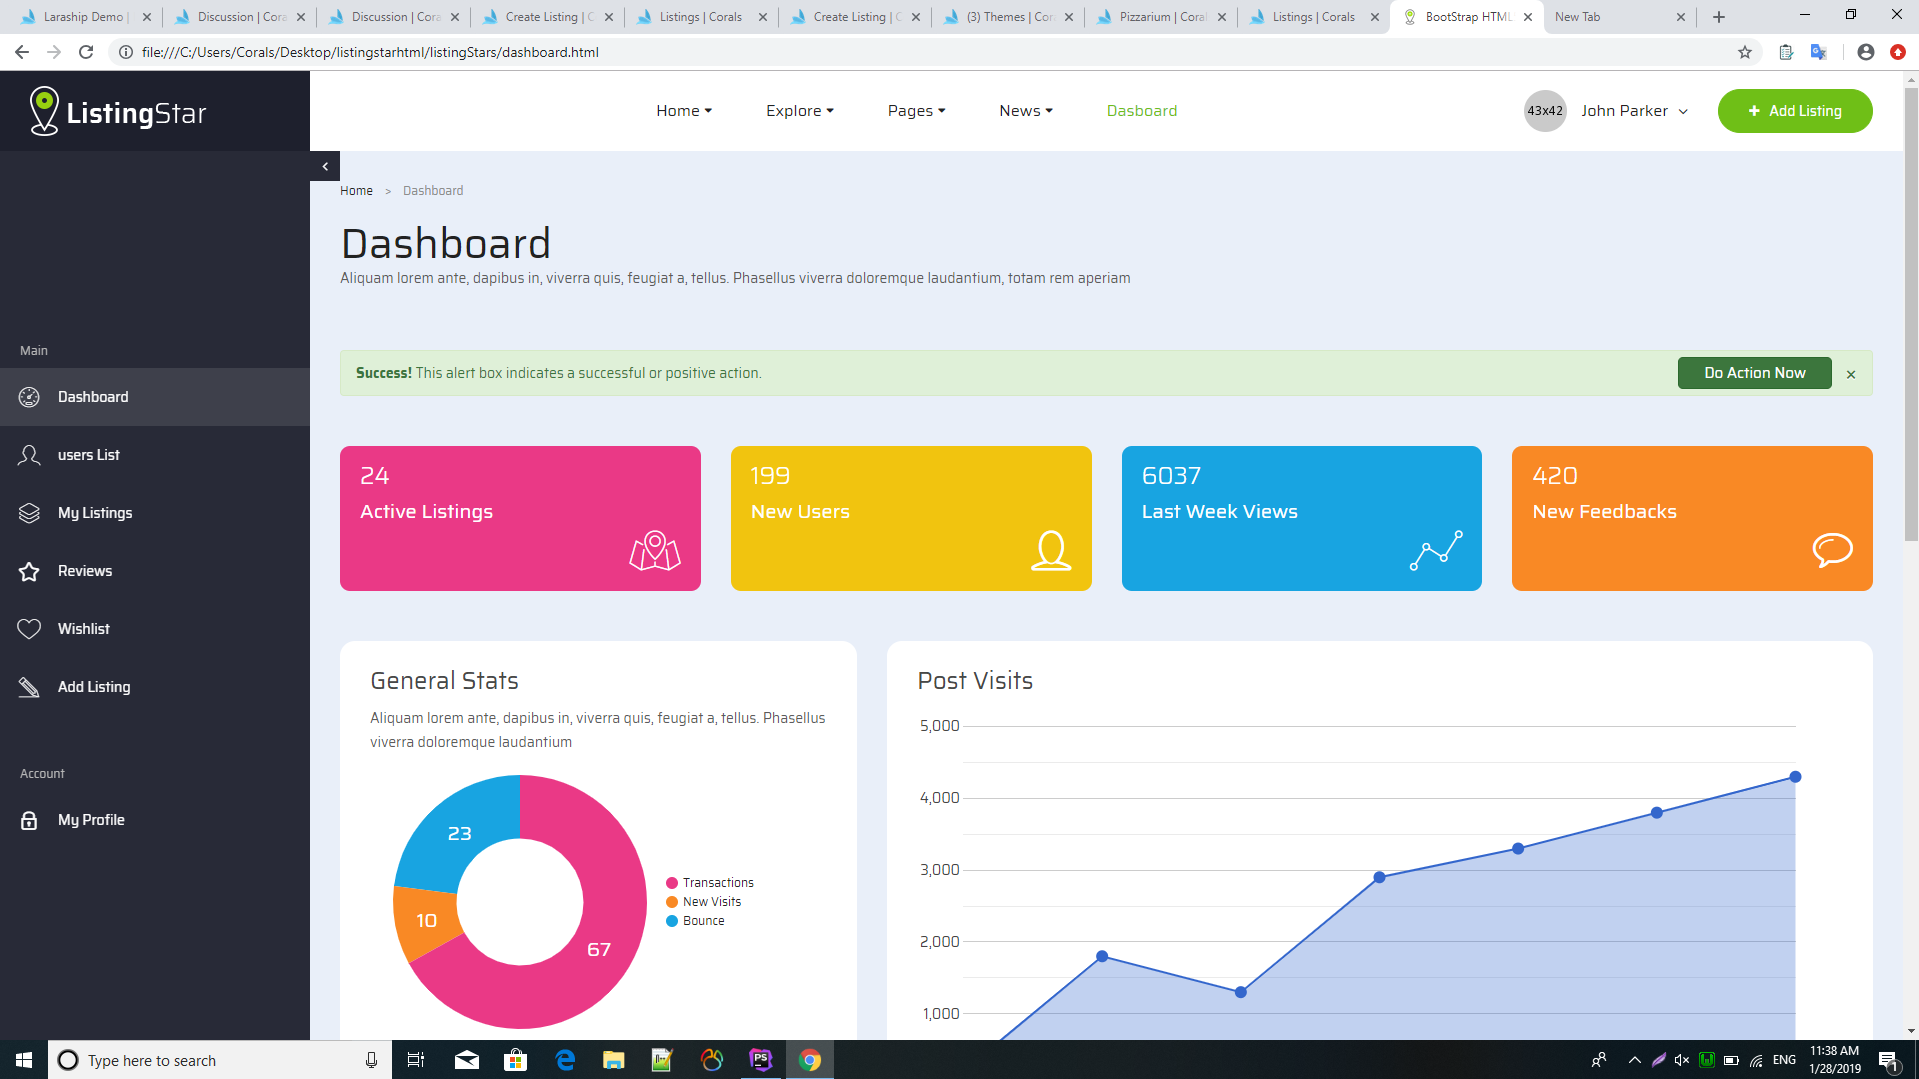 Laraship Demo |
Discussion | Cora
Discussion | Cora
Create Listing | C
Listings | Corals
Create Listing | C
(3) Themes | Cor
Pizzarium | Coral
Listings | Corals
BootStrap HTML
New Tab
file:///C:/Users/Corals/Desktop/listingstarhtml/listingStars/dashboard.html
ListingStar
Home
Explore
Pages
News
Dasboard
43x42
John Parker
+ Add Listing
Home > Dashboard
Dashboard
Aliquam lorem ante, dapibus in, viverra quis, feugiat a, tellus. Phasellus viverra doloremque laudantium, totam rem aperiam
Main
Dashboard
users List
My Listings
Reviews
Wishlist
Add Listing
Account
My Profile
Success! This alert box indicates a successful or positive action.
Do Action Now
×
24
Active Listings
199
New Users
6037
Last Week Views
420
New Feedbacks
General Stats
Aliquam lorem ante, dapibus in, viverra quis, feugiat a, tellus. Phasellus
viverra doloremque laudantium
23
10
67
Transactions
New Visits
Bounce
Post Visits
5,000
4,000
3,000
2,000
1,000
Type here to search
PS
ENG
11:38 AM
1/28/2019
1